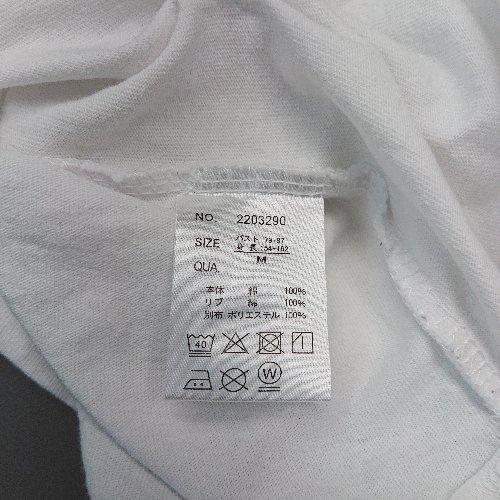 NO. 2203290
SIZE バスト 79-87
身長 154-162
M
QUA.
本体 綿 100%
リブ 綿 100%
別布 ポリエステル 100%
40
W